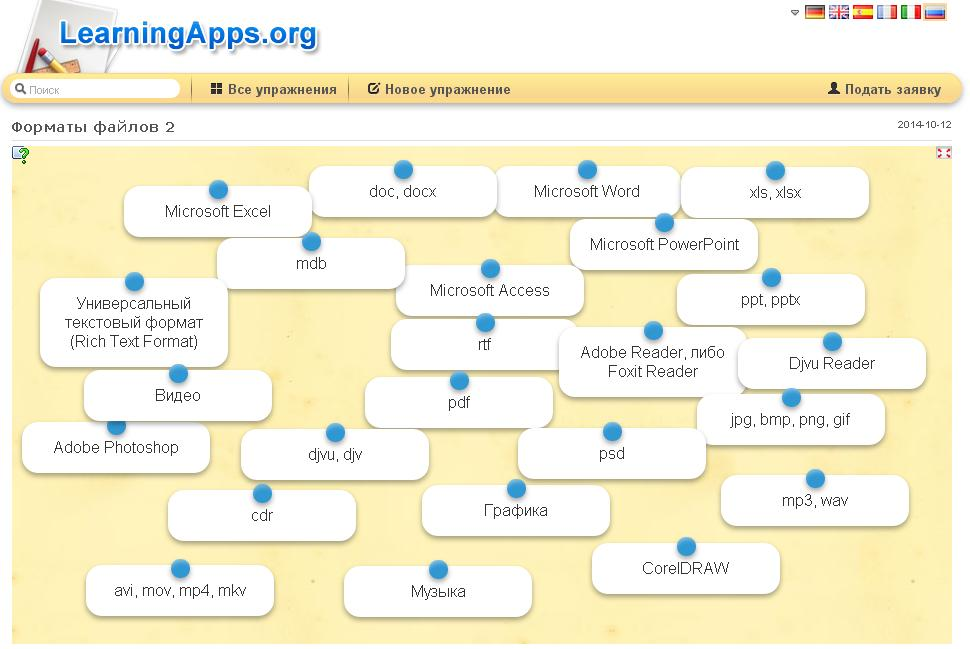 LearningApps.org
Поиск
Все упражнения
Новое упражнение
Подать заявку
Форматы файлов 2
2014-10-12
doc, docx
Microsoft Word
xls, xlsx
Microsoft Excel
Microsoft PowerPoint
mdb
Microsoft Access
ppt, pptx
Универсальный
текстовый формат
(Rich Text Format)
rtf
Adobe Reader, либо
Foxit Reader
Djvu Reader
Видео
pdf
jpg, bmp, png, gif
Adobe Photoshop
djvu, djv
psd
cdr
Графика
mp3, wav
CorelDRAW
avi, mov, mp4, mkv
Музыка